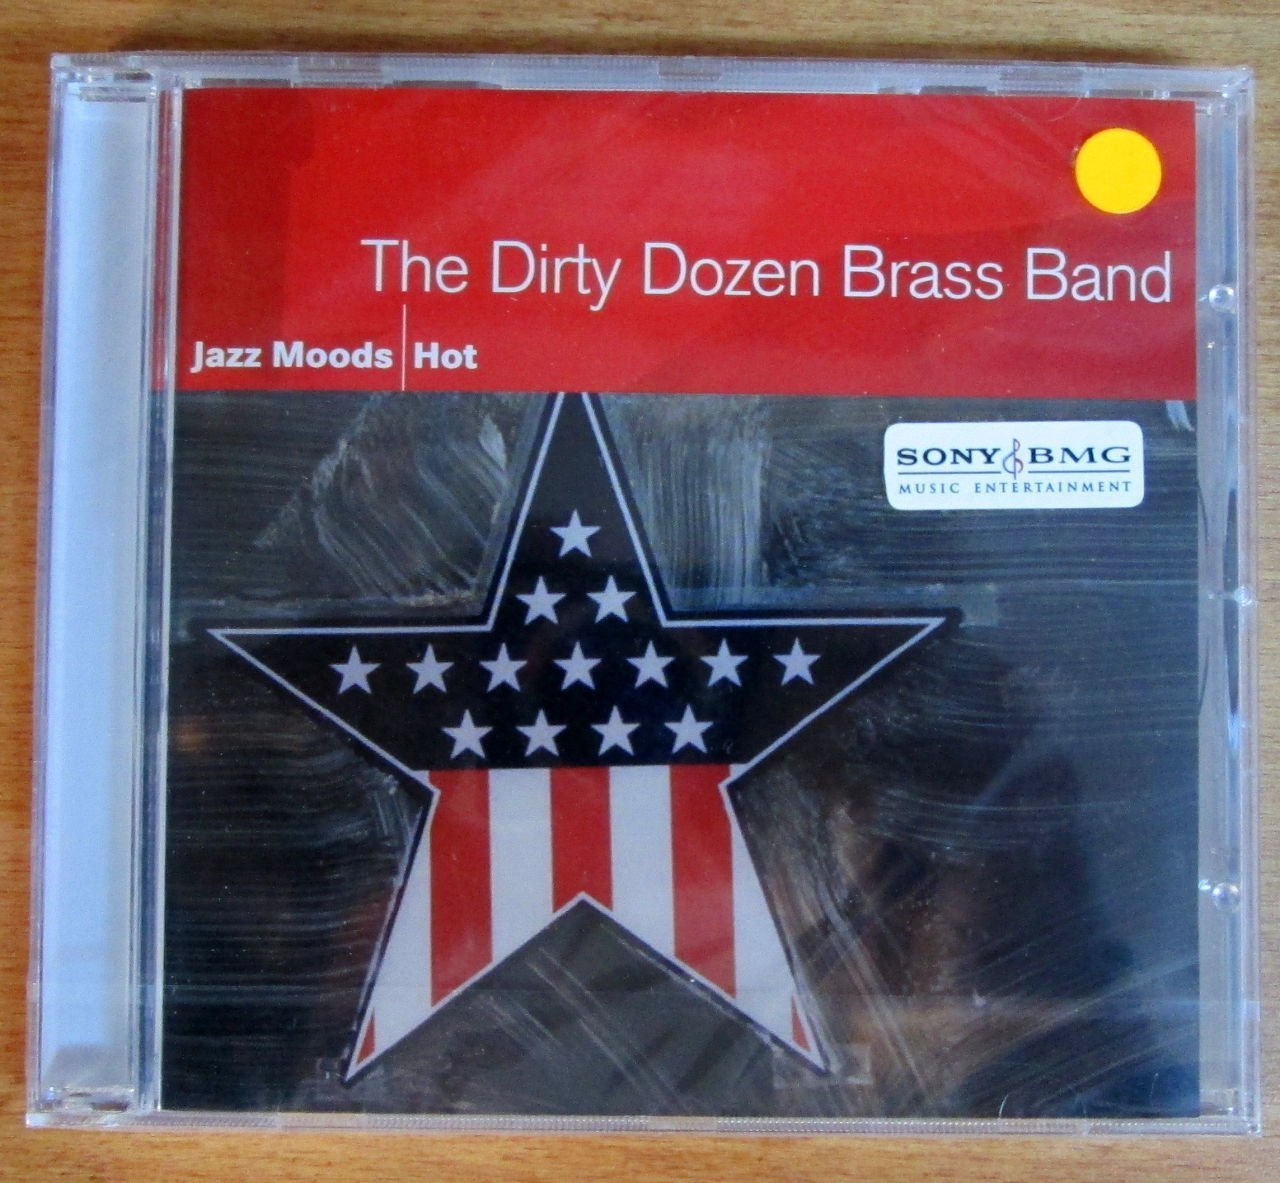 The Dirty Dozen Brass Band
Jazz Moods Hot
SONY BMG
MUSIC ENTERTAINMENT